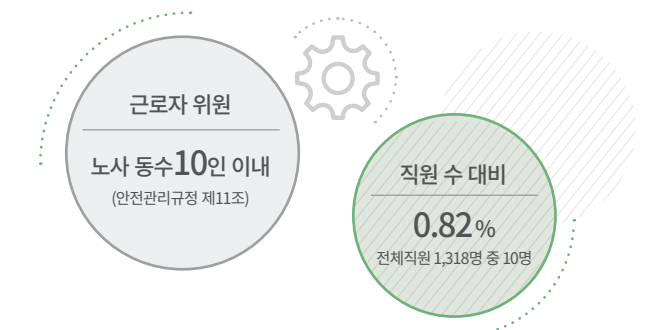 근로자 위원
노사 동수10인 이내
(안전관리규정 제11조)
직원 수 대비
0.82%
전체직원 1,318명 중 10명